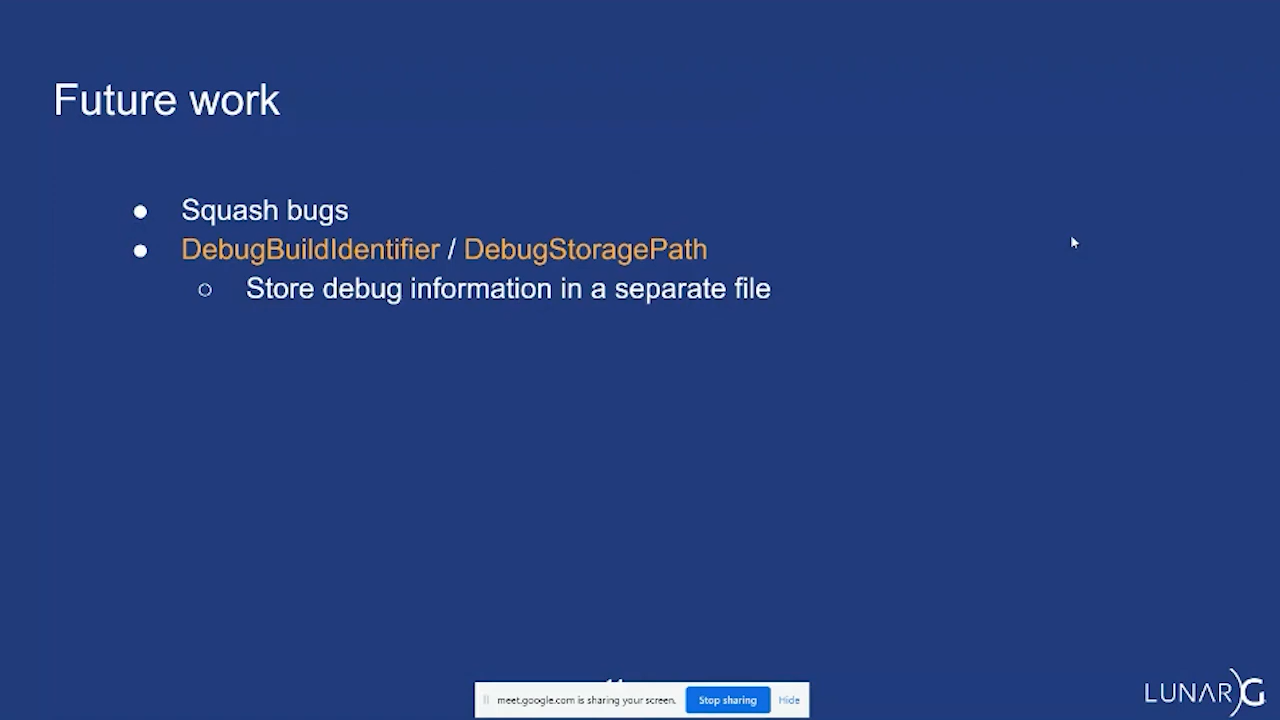 Future work
● Squash bugs
● DebugBuildIdentifier / DebugStoragePath
○ Store debug information in a separate file
meet.google.com is sharing your screen. Stop sharing Hide
LUNARG